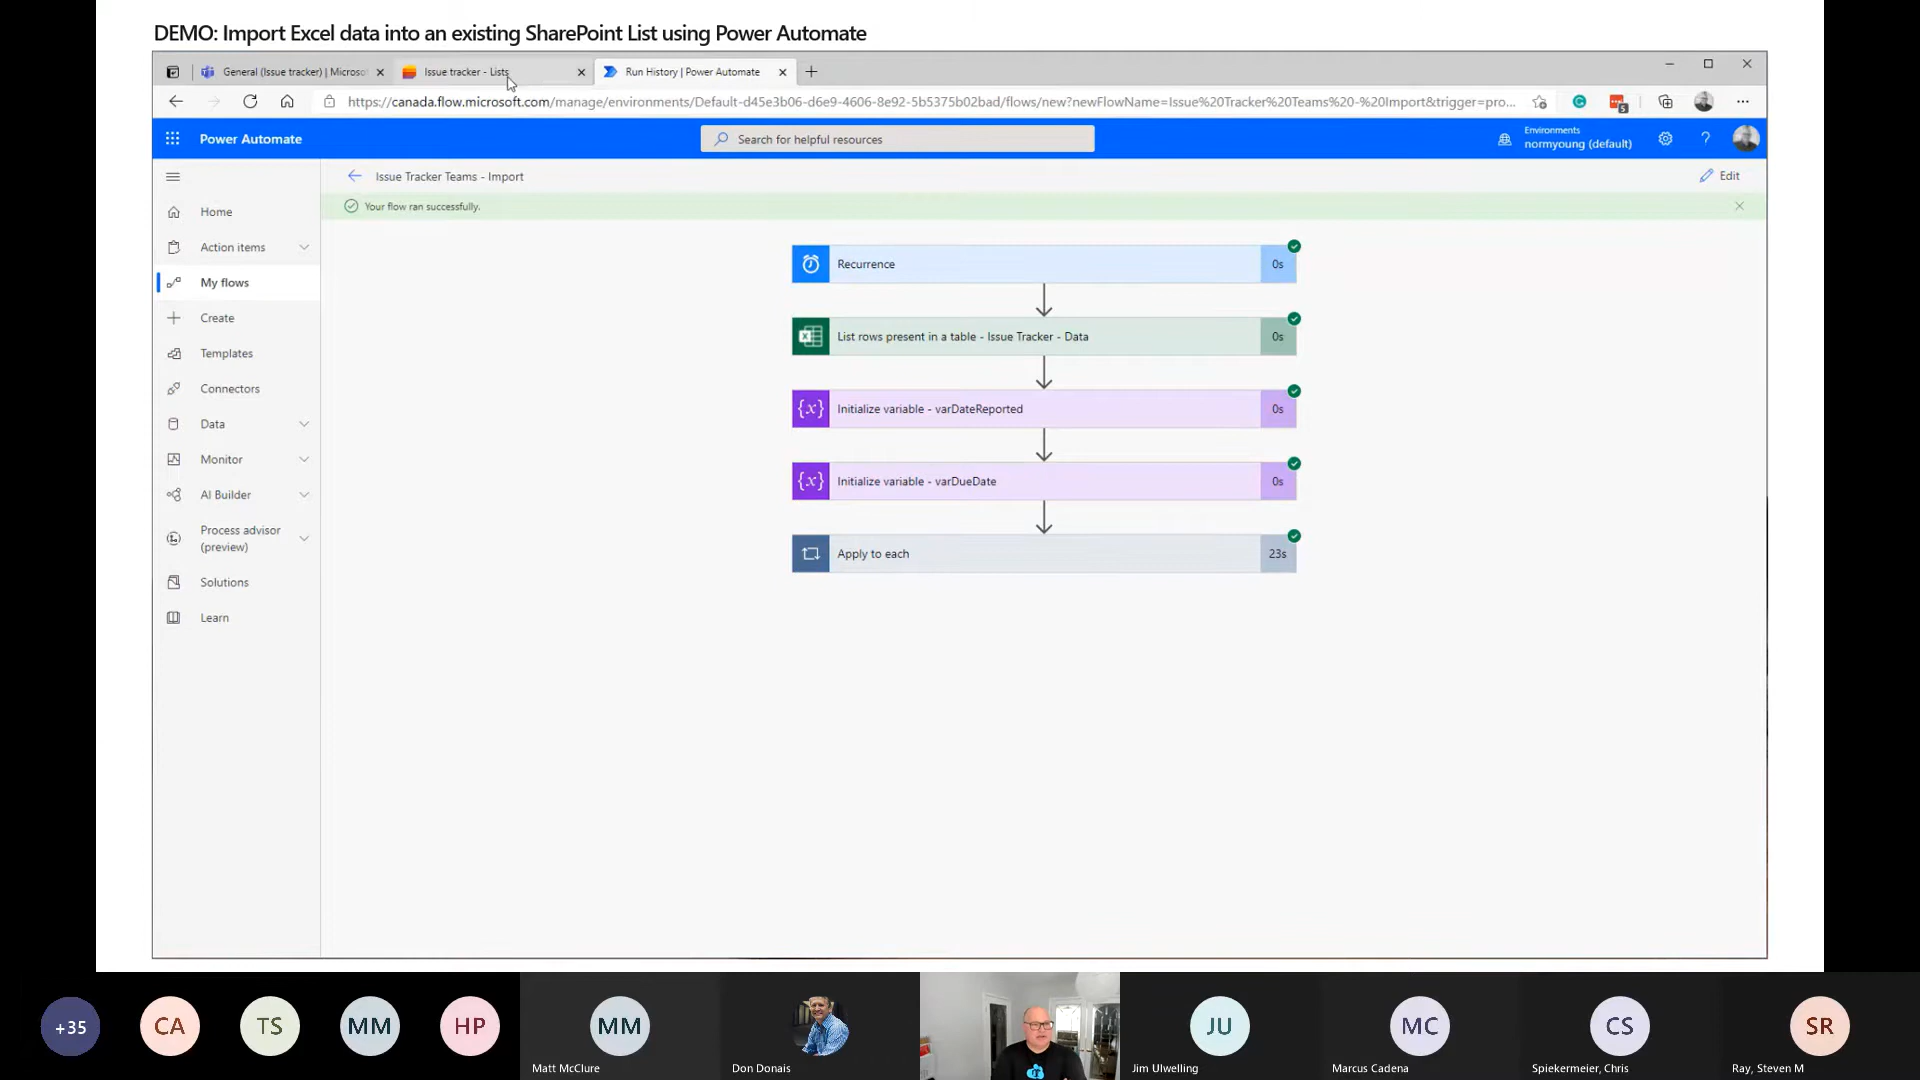 DEMO: Import Excel data into an existing SharePoint List using Power Automate
General (Issue tracker) | Microso
Issue tracker - Lists
Run History | Power Automate
https://canada.flow.microsoft.com/manage/environments/Default-d45e3b06-d6e9-4606-8e92-5b5375b02bad/flows/new?newFlowName=Issue%20Tracker%20Teams%20-%20Import&trigger=pro...
5
Power Automate
Search for helpful resources
Environments
normyoung (default)
?
Issue Tracker Teams - Import
Edit
Your flow ran successfully.
Home
Action items
My flows
Create
Templates
Connectors
Data
Monitor
AI Builder
Process advisor
(preview)
Solutions
Learn
Recurrence
0s
List rows present in a table - Issue Tracker - Data
0s
{x}
Initialize variable - varDateReported
0s
{x}
Initialize variable - varDueDate
0s
Apply to each
23s
+35
CA
TS
MM
HP
MM
JU
MC
CS
SR
Matt McClure
Don Donais
Jim Ulwelling
Marcus Cadena
Spiekermeier, Chris
Ray, Steven M